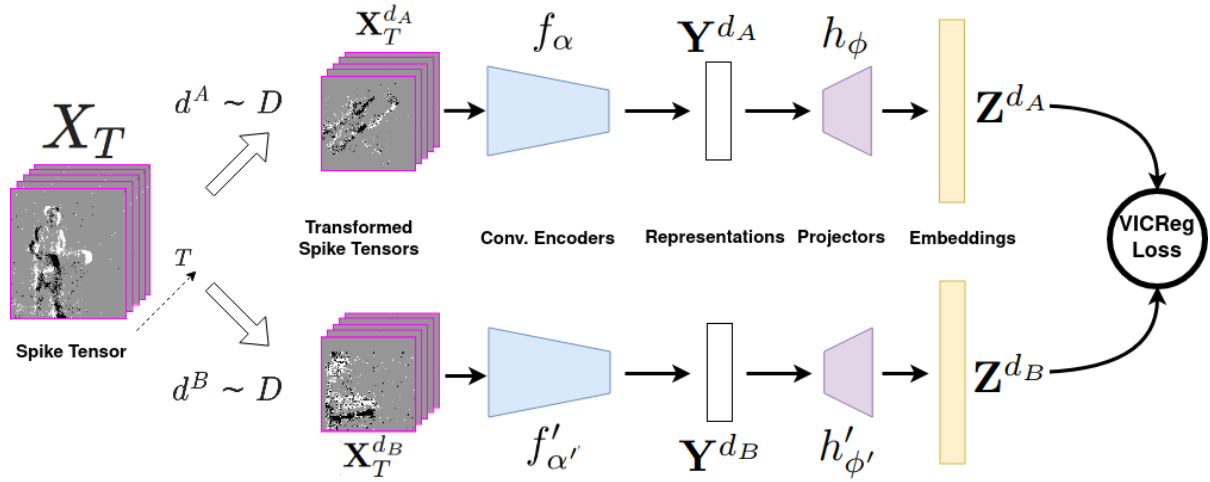 X_T
Spike Tensor
T
d^A ~ D
d^B ~ D
X_T^{d_A}
Transformed
Spike Tensors
X_T^{d_B}
f_α
Conv. Encoders
f'_{α'}
Y^{d_A}
Representations
Y^{d_B}
h_ϕ
Projectors
h'_{ϕ'}
Embeddings
Z^{d_A}
Z^{d_B}
VICReg
Loss